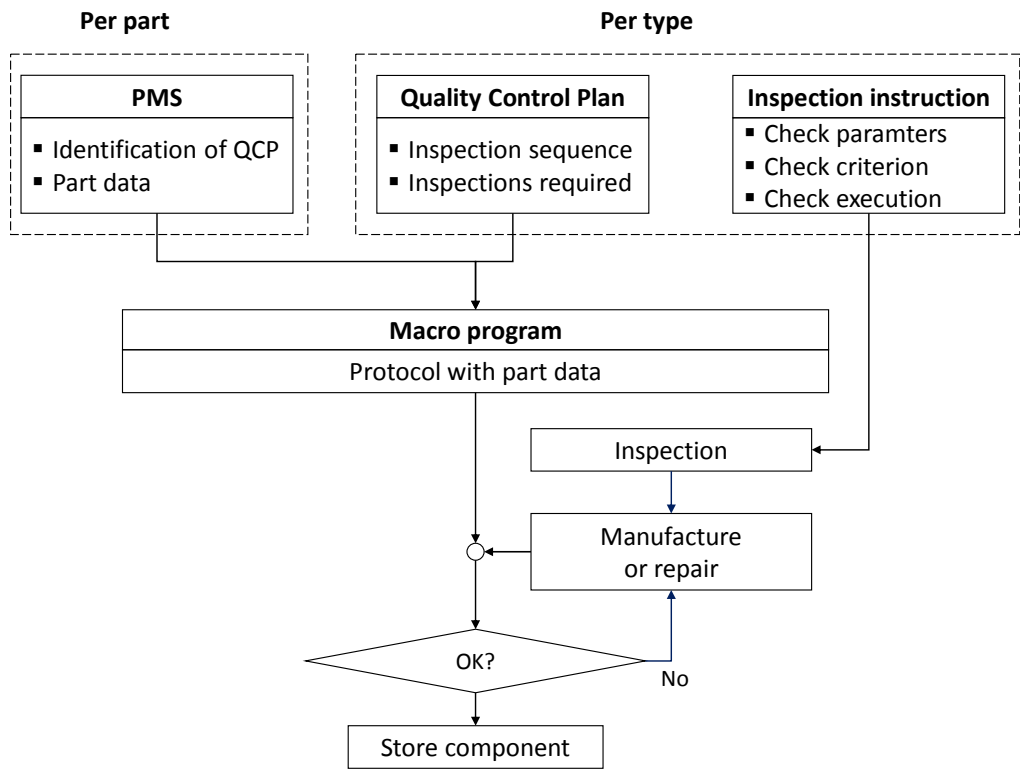 Per part
Per type
PMS
▪ Identification of QCP
▪ Part data
Quality Control Plan
▪ Inspection sequence
▪ Inspections required
Inspection instruction
▪ Check paramters
▪ Check criterion
▪ Check execution
Macro program
Protocol with part data
Inspection
Manufacture
or repair
OK?
No
Store component